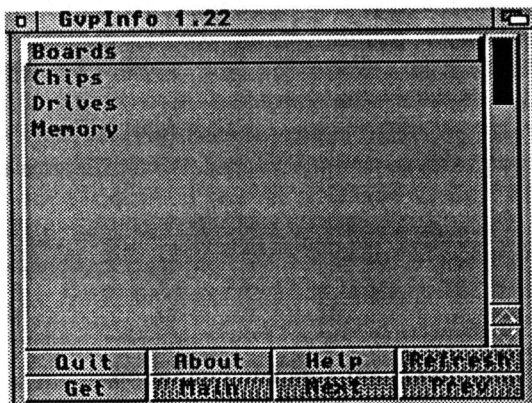 GvpInfo 1.22
Boards
Chips
Drives
Memory
Quit About Help Refresh
Get Main Next Prev